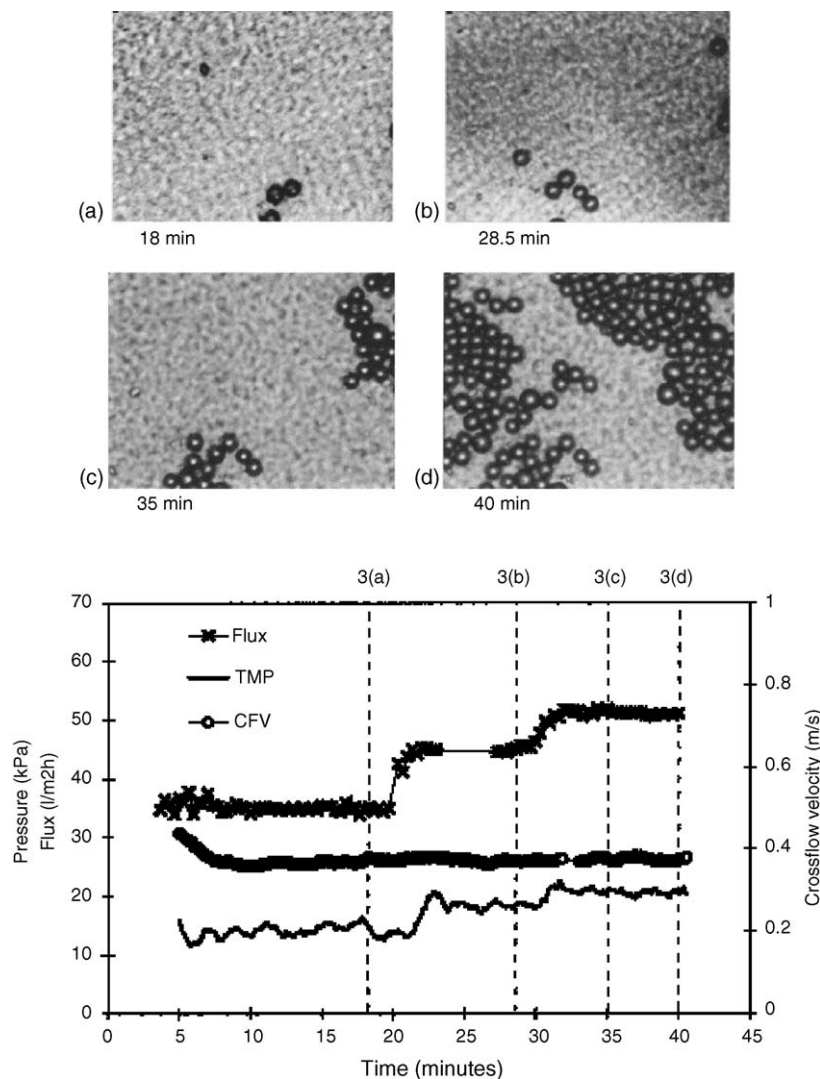 (a)
(b)
18 min
28.5 min
(c)
(d)
35 min
40 min
3(a)
3(b)
3(c)
3(d)
Flux
TMP
CFV
Pressure (kPa)
Flux (l/m2h)
70
60
50
40
30
20
10
0
1
0.8
0.6
0.4
0.2
0
Crossflow velocity (m/s)
0
5
10
15
20
25
30
35
40
45
Time (minutes)